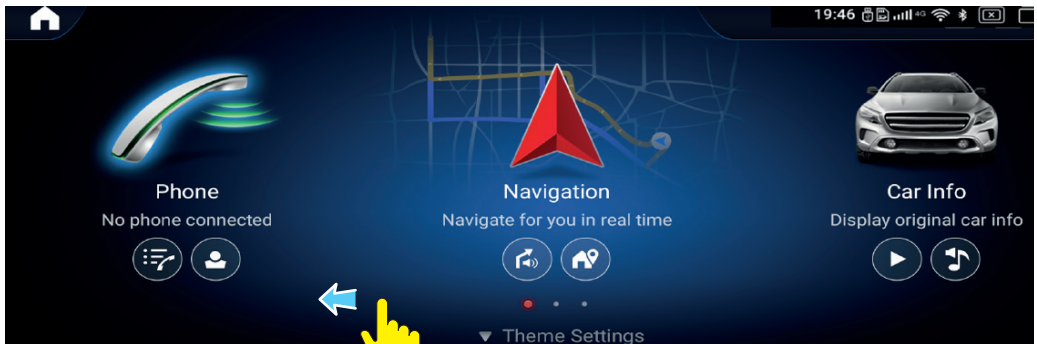 19:46 4G
Phone
No phone connected
Navigation
Navigate for you in real time
Car Info
Display original car info
Theme Settings